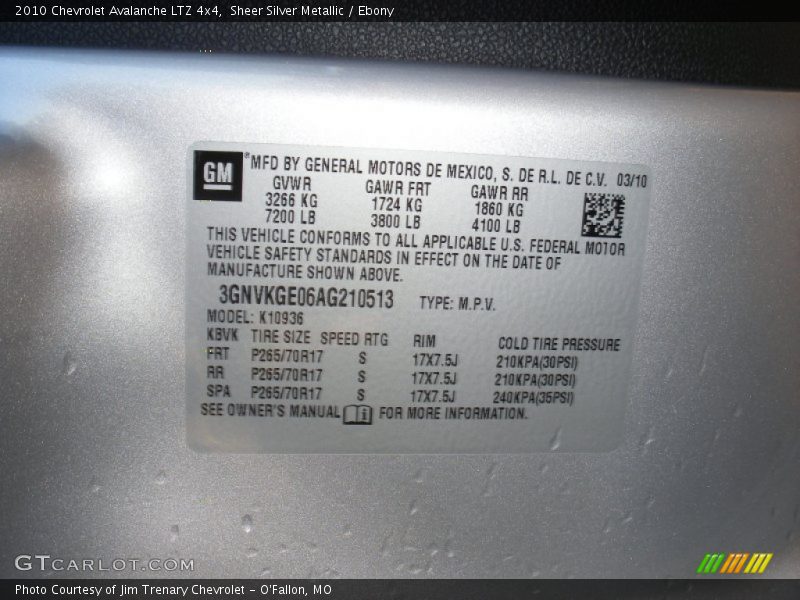 2010 Chevrolet Avalanche LTZ 4x4, Sheer Silver Metallic / Ebony
GM
®MFD BY GENERAL MOTORS DE MEXICO, S. DE R.L. DE C.V. 03/10
GVWR GAWR FRT GAWR RR
3266 KG 1724 KG 1860 KG
7200 LB 3800 LB 4100 LB
THIS VEHICLE CONFORMS TO ALL APPLICABLE U.S. FEDERAL MOTOR
VEHICLE SAFETY STANDARDS IN EFFECT ON THE DATE OF
MANUFACTURE SHOWN ABOVE.
3GNVKGE06AG210513 TYPE: M.P.V.
MODEL: K10936
KBVK TIRE SIZE SPEED RTG RIM COLD TIRE PRESSURE
FRT P265/70R17 S 17X7.5J 210KPA(30PSI)
RR P265/70R17 S 17X7.5J 210KPA(30PSI)
SPA P265/70R17 S 17X7.5J 240KPA(35PSI)
SEE OWNER'S MANUAL FOR MORE INFORMATION.
GTCARLOT.COM
Photo Courtesy of Jim Trenary Chevrolet - O'Fallon, MO